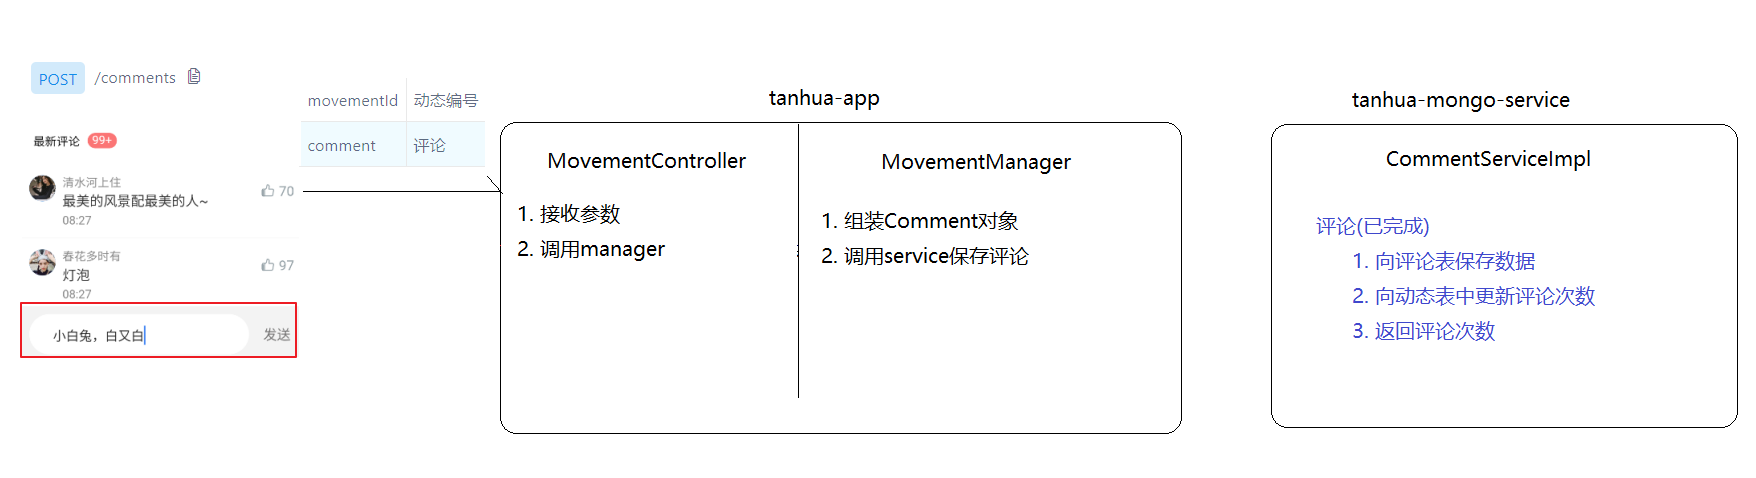 POST /comments
movementId 动态编号
comment 评论
最新评论 99+
清水河上住
最美的风景配最美的人~
70
08:27
春花多时有
灯泡
97
08:27
小白兔，白又白
发送
tanhua-app
MovementController
1. 接收参数
2. 调用manager
MovementManager
1. 组装Comment对象
2. 调用service保存评论
tanhua-mongo-service
CommentServiceImpl
评论(已完成)
1. 向评论表保存数据
2. 向动态表中更新评论次数
3. 返回评论次数